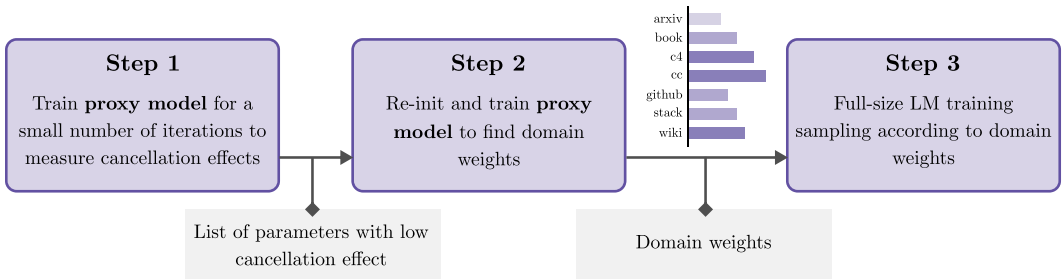 Step 1
Train proxy model for a
small number of iterations to
measure cancellation effects
List of parameters with low
cancellation effect
Step 2
Re-init and train proxy
model to find domain
weights
arxiv
book
c4
cc
github
stack
wiki
Domain weights
Step 3
Full-size LM training
sampling according to domain
weights